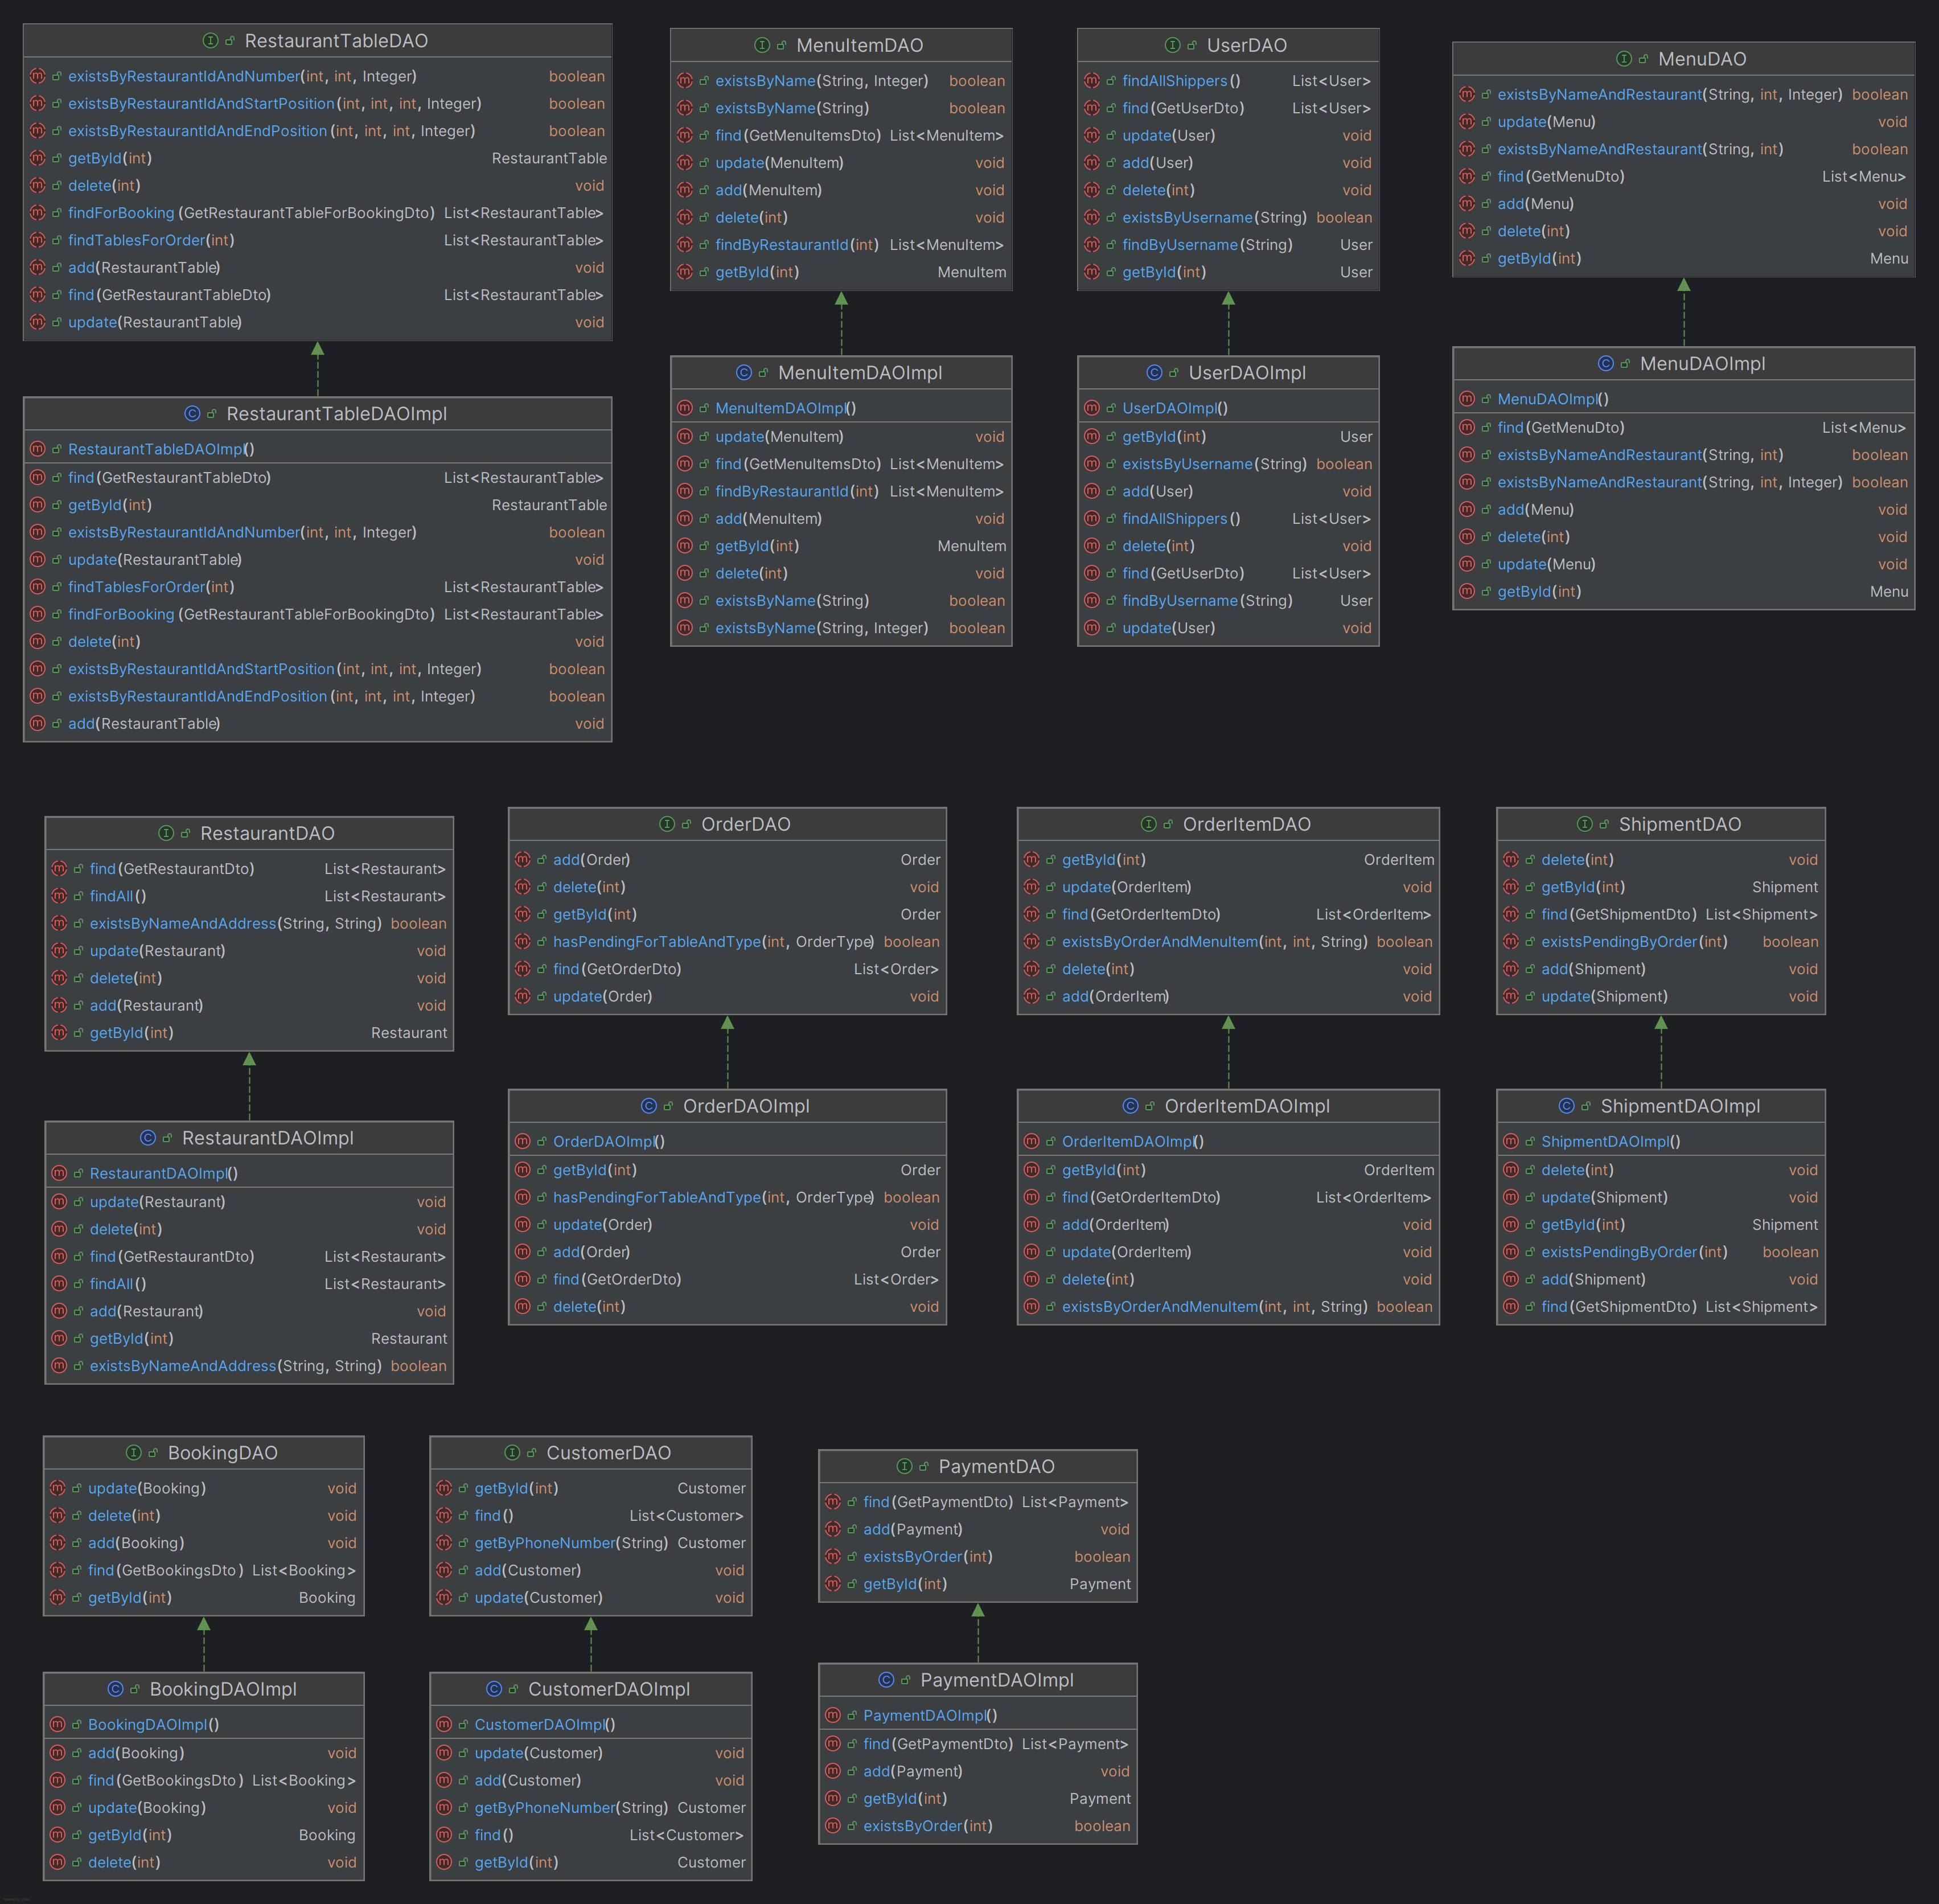 RestaurantTableDAO
existsByRestaurantIdAndNumber(int, int, Integer) boolean
existsByRestaurantIdAndStartPosition(int, int, int, Integer) boolean
existsByRestaurantIdAndEndPosition(int, int, int, Integer) boolean
getById(int) RestaurantTable
delete(int) void
findForBooking(GetRestaurantTableForBookingDto) List<RestaurantTable>
findTablesForOrder(int) List<RestaurantTable>
add(RestaurantTable) void
find(GetRestaurantTableDto) List<RestaurantTable>
update(RestaurantTable) void
RestaurantTableDAOImpl
RestaurantTableDAOImpl()
find(GetRestaurantTableDto) List<RestaurantTable>
getById(int) RestaurantTable
existsByRestaurantIdAndNumber(int, int, Integer) boolean
update(RestaurantTable) void
findTablesForOrder(int) List<RestaurantTable>
findForBooking(GetRestaurantTableForBookingDto) List<RestaurantTable>
delete(int) void
existsByRestaurantIdAndStartPosition(int, int, int, Integer) boolean
existsByRestaurantIdAndEndPosition(int, int, int, Integer) boolean
add(RestaurantTable) void
MenuItemDAO
existsByName(String, Integer) boolean
existsByName(String) boolean
find(GetMenuItemsDto) List<MenuItem>
update(MenuItem) void
add(MenuItem) void
delete(int) void
findByRestaurantId(int) List<MenuItem>
getById(int) MenuItem
MenuItemDAOImpl
MenuItemDAOImpl()
update(MenuItem) void
find(GetMenuItemsDto) List<MenuItem>
findByRestaurantId(int) List<MenuItem>
add(MenuItem) void
getById(int) MenuItem
delete(int) void
existsByName(String) boolean
existsByName(String, Integer) boolean
UserDAO
findAllShippers() List<User>
find(GetUserDto) List<User>
update(User) void
add(User) void
delete(int) void
existsByUsername(String) boolean
findByUsername(String) User
getById(int) User
UserDAOImpl
UserDAOImpl()
getById(int) User
existsByUsername(String) boolean
add(User) void
findAllShippers() List<User>
delete(int) void
find(GetUserDto) List<User>
findByUsername(String) User
update(User) void
MenuDAO
existsByNameAndRestaurant(String, int, Integer) boolean
update(Menu) void
existsByNameAndRestaurant(String, int) boolean
find(GetMenuDto) List<Menu>
add(Menu) void
delete(int) void
getById(int) Menu
MenuDAOImpl
MenuDAOImpl()
find(GetMenuDto) List<Menu>
existsByNameAndRestaurant(String, int) boolean
existsByNameAndRestaurant(String, int, Integer) boolean
add(Menu) void
delete(int) void
update(Menu) void
getById(int) Menu
RestaurantDAO
find(GetRestaurantDto) List<Restaurant>
findAll() List<Restaurant>
existsByNameAndAddress(String, String) boolean
update(Restaurant) void
delete(int) void
add(Restaurant) void
getById(int) Restaurant
RestaurantDAOImpl
RestaurantDAOImpl()
update(Restaurant) void
delete(int) void
find(GetRestaurantDto) List<Restaurant>
findAll() List<Restaurant>
add(Restaurant) void
getById(int) Restaurant
existsByNameAndAddress(String, String) boolean
OrderDAO
add(Order) Order
delete(int) void
getById(int) Order
hasPendingForTableAndType(int, OrderType) boolean
find(GetOrderDto) List<Order>
update(Order) void
OrderDAOImpl
OrderDAOImpl()
getById(int) Order
hasPendingForTableAndType(int, OrderType) boolean
update(Order) void
add(Order) Order
find(GetOrderDto) List<Order>
delete(int) void
OrderItemDAO
getById(int) OrderItem
update(OrderItem) void
find(GetOrderItemDto) List<OrderItem>
existsByOrderAndMenuItem(int, int, String) boolean
delete(int) void
add(OrderItem) void
OrderItemDAOImpl
OrderItemDAOImpl()
getById(int) OrderItem
find(GetOrderItemDto) List<OrderItem>
add(OrderItem) void
update(OrderItem) void
delete(int) void
existsByOrderAndMenuItem(int, int, String) boolean
ShipmentDAO
delete(int) void
getById(int) Shipment
find(GetShipmentDto) List<Shipment>
existsPendingByOrder(int) boolean
add(Shipment) void
update(Shipment) void
ShipmentDAOImpl
ShipmentDAOImpl()
delete(int) void
update(Shipment) void
getById(int) Shipment
existsPendingByOrder(int) boolean
add(Shipment) void
find(GetShipmentDto) List<Shipment>
BookingDAO
update(Booking) void
delete(int) void
add(Booking) void
find(GetBookingsDto) List<Booking>
getById(int) Booking
BookingDAOImpl
BookingDAOImpl()
add(Booking) void
find(GetBookingsDto) List<Booking>
update(Booking) void
getById(int) Booking
delete(int) void
CustomerDAO
getById(int) Customer
find() List<Customer>
getByPhoneNumber(String) Customer
add(Customer) void
update(Customer) void
CustomerDAOImpl
CustomerDAOImpl()
update(Customer) void
add(Customer) void
getByPhoneNumber(String) Customer
find() List<Customer>
getById(int) Customer
PaymentDAO
find(GetPaymentDto) List<Payment>
add(Payment) void
existsByOrder(int) boolean
getById(int) Payment
PaymentDAOImpl
PaymentDAOImpl()
find(GetPaymentDto) List<Payment>
add(Payment) void
getById(int) Payment
existsByOrder(int) boolean